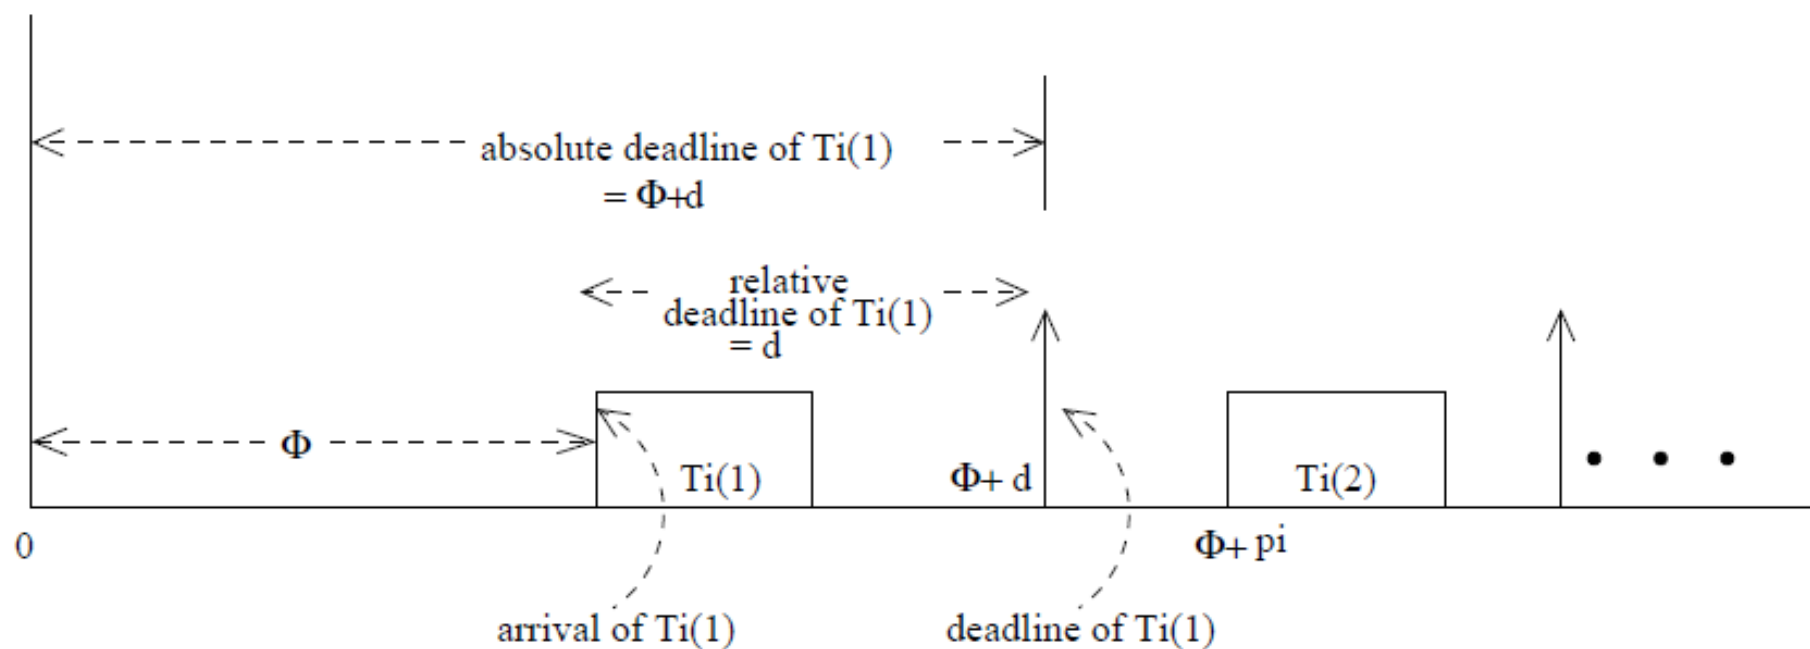 absolute deadline of Ti(1)
= Φ+d
relative
deadline of Ti(1)
= d
Φ
Ti(1)
Φ+ d
Ti(2)
0
Φ+ pi
arrival of Ti(1)
deadline of Ti(1)